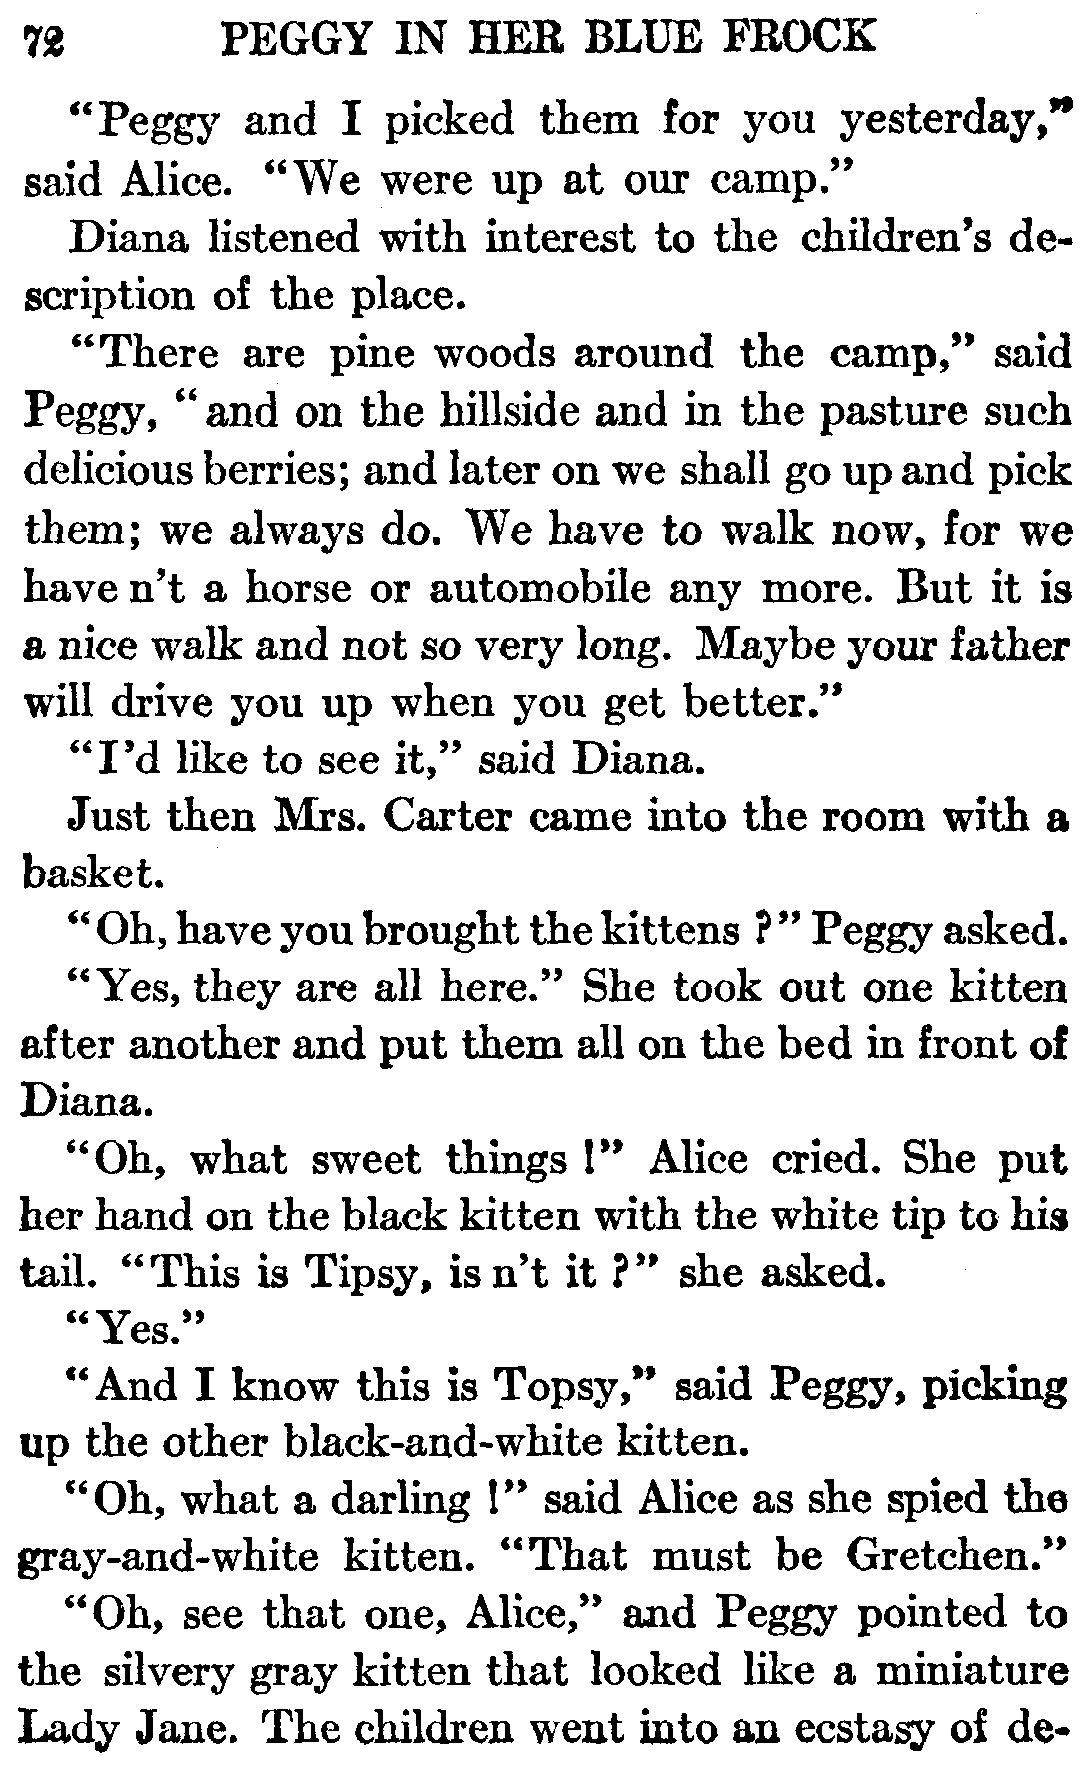 72 PEGGY IN HER BLUE FROCK
“Peggy and I picked them for you yesterday,”
said Alice. “We were up at our camp.”
Diana listened with interest to the children’s de-
scription of the place.
“There are pine woods around the camp,” said
Peggy, “and on the hillside and in the pasture such
delicious berries; and later on we shall go up and pick
them; we always do. We have to walk now, for we
have n’t a horse or automobile any more. But it is
a nice walk and not so very long. Maybe your father
will drive you up when you get better.”
“I’d like to see it,” said Diana.
Just then Mrs. Carter came into the room with a
basket.
“Oh, have you brought the kittens ?” Peggy asked.
“Yes, they are all here.” She took out one kitten
after another and put them all on the bed in front of
Diana.
“Oh, what sweet things !” Alice cried. She put
her hand on the black kitten with the white tip to his
tail. “This is Tipsy, is n’t it ?” she asked.
“Yes.”
“And I know this is Topsy,” said Peggy, picking
up the other black-and-white kitten.
“Oh, what a darling !” said Alice as she spied the
gray-and-white kitten. “That must be Gretchen.”
“Oh, see that one, Alice,” and Peggy pointed to
the silvery gray kitten that looked like a miniature
Lady Jane. The children went into an ecstasy of de-